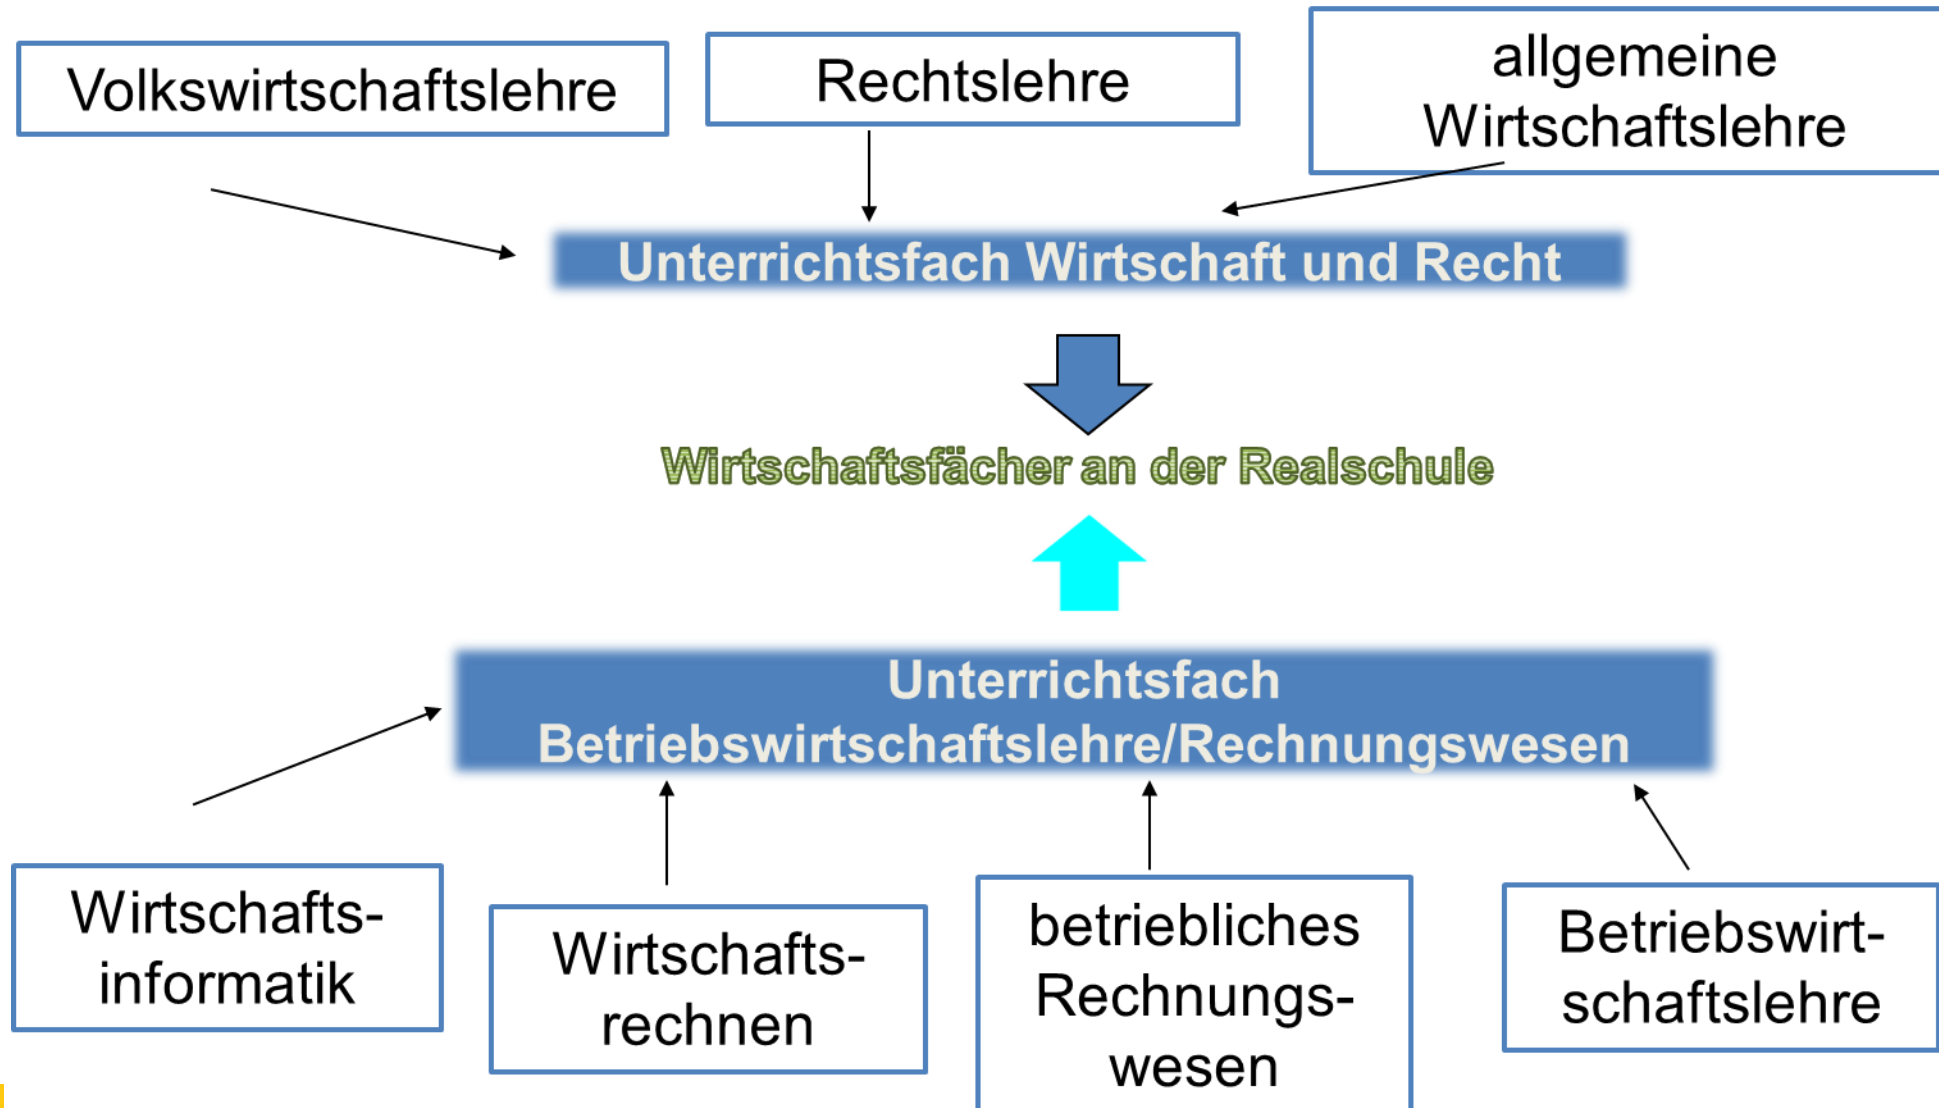 Volkswirtschaftslehre
Rechtslehre
allgemeine
Wirtschaftslehre
Unterrichtsfach Wirtschaft und Recht
Wirtschaftsfächer an der Realschule
Unterrichtsfach
Betriebswirtschaftslehre/Rechnungswesen
Wirtschafts-
informatik
Wirtschafts-
rechnen
betriebliches
Rechnungs-
wesen
Betriebswirt-
schaftslehre